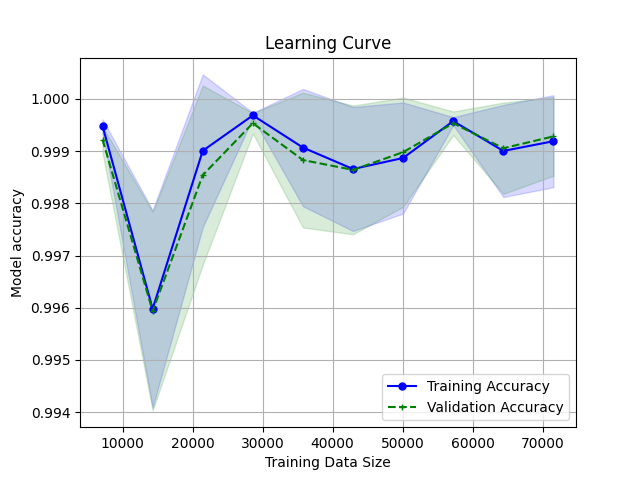 Learning Curve
1.000
0.999
0.998
0.997
0.996
0.995
0.994
Model accuracy
Training Accuracy
Validation Accuracy
10000 20000 30000 40000 50000 60000 70000
Training Data Size